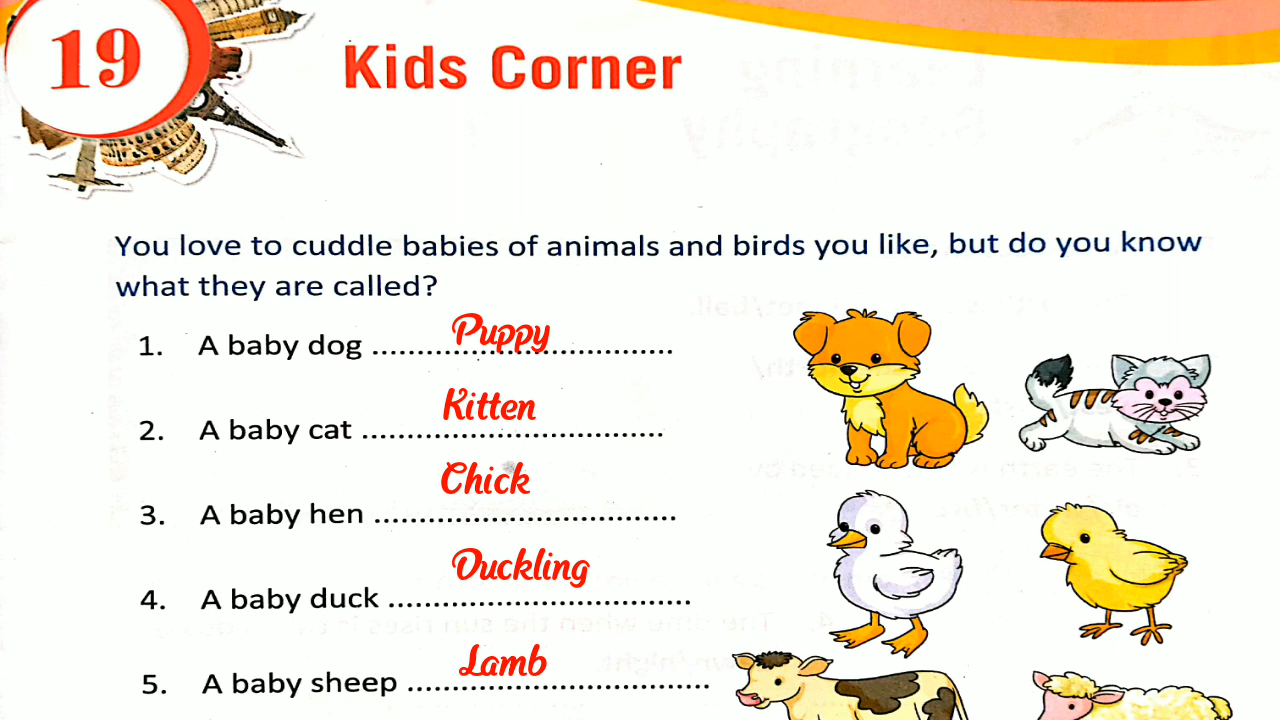 19
Kids Corner
You love to cuddle babies of animals and birds you like, but do you know
what they are called?
1. A baby dog .................................. Puppy
2. A baby cat .................................. Kitten
3. A baby hen .................................. Chick
4. A baby duck .................................. Duckling
5. A baby sheep .................................. Lamb